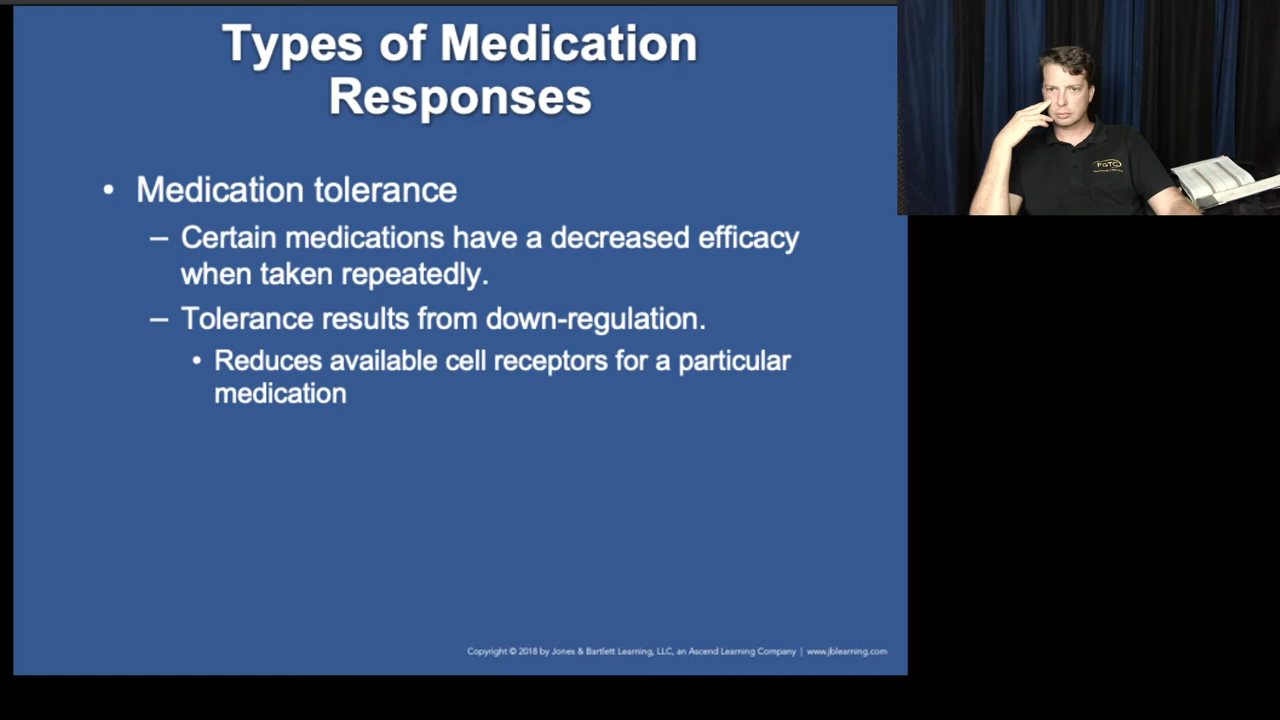 Types of Medication
Responses
• Medication tolerance
– Certain medications have a decreased efficacy
when taken repeatedly.
– Tolerance results from down-regulation.
• Reduces available cell receptors for a particular
medication
Copyright © 2018 by Jones & Bartlett Learning, LLC, an Ascend Learning Company | www.jblearning.com